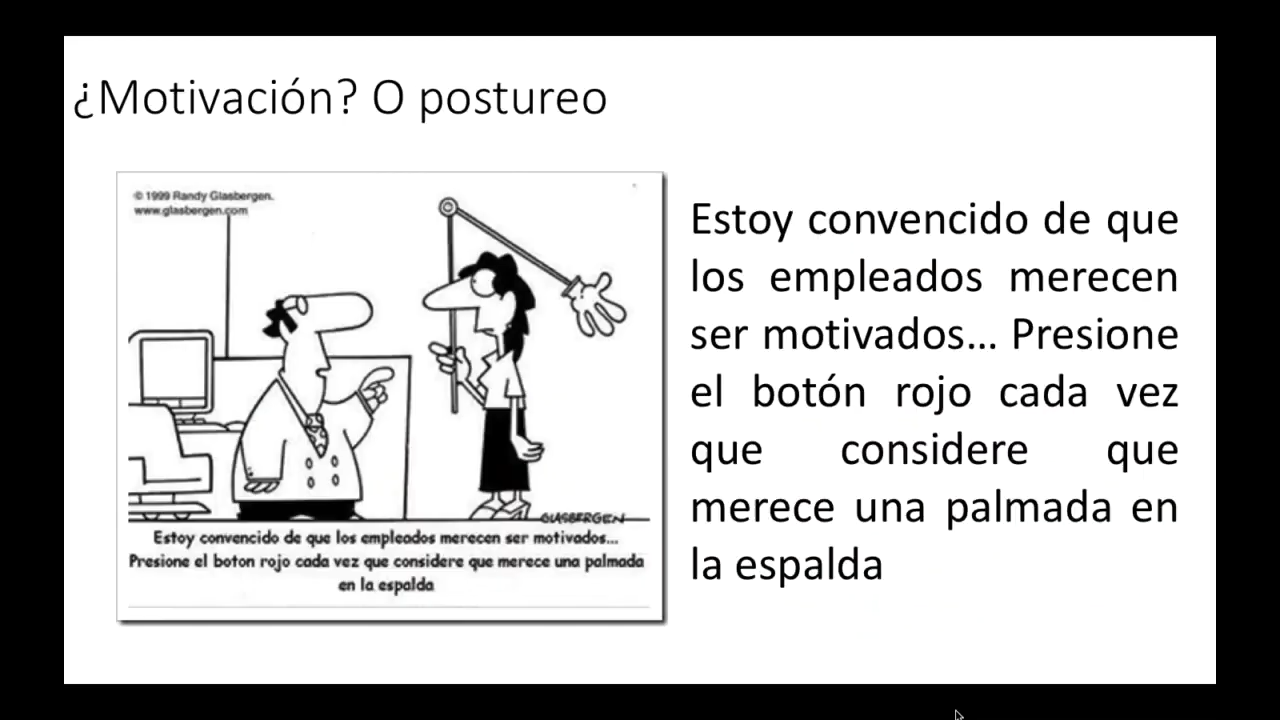 ¿Motivación? O postureo
© 1999 Randy Glasbergen.
www.glasbergen.com
GLASBERGEN
Estoy convencido de que los empleados merecen ser motivados...
Presione el boton rojo cada vez que considere que merece una palmada
en la espalda
Estoy convencido de que
los empleados merecen
ser motivados... Presione
el botón rojo cada vez
que considere que
merece una palmada en
la espalda